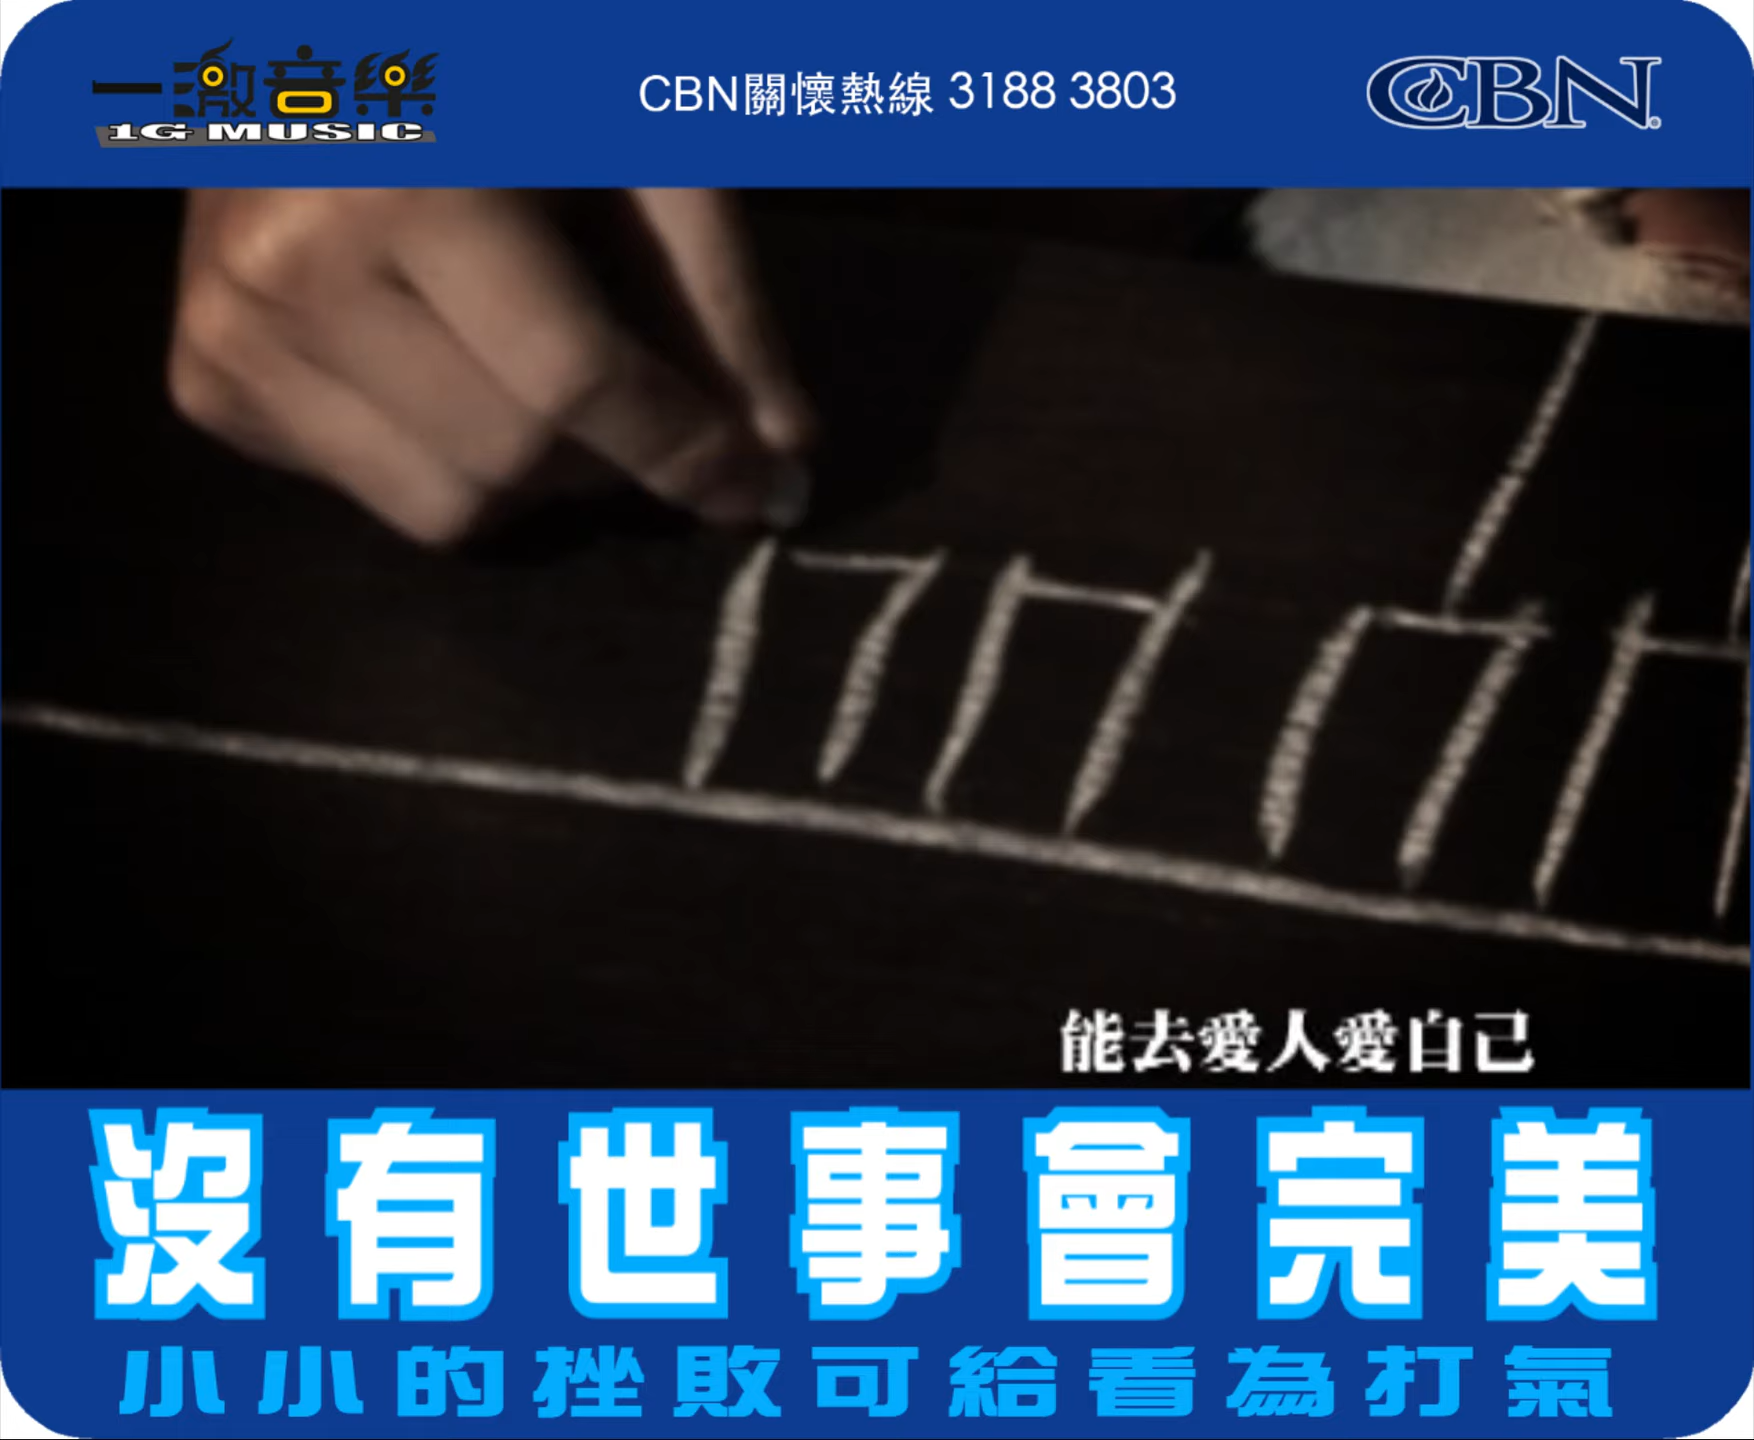 一激音樂
1G MUSIC
CBN關懷熱線 3188 3803
CBN
能去愛人愛自己
沒有世事會完美
小小的挫敗可給看為打氣